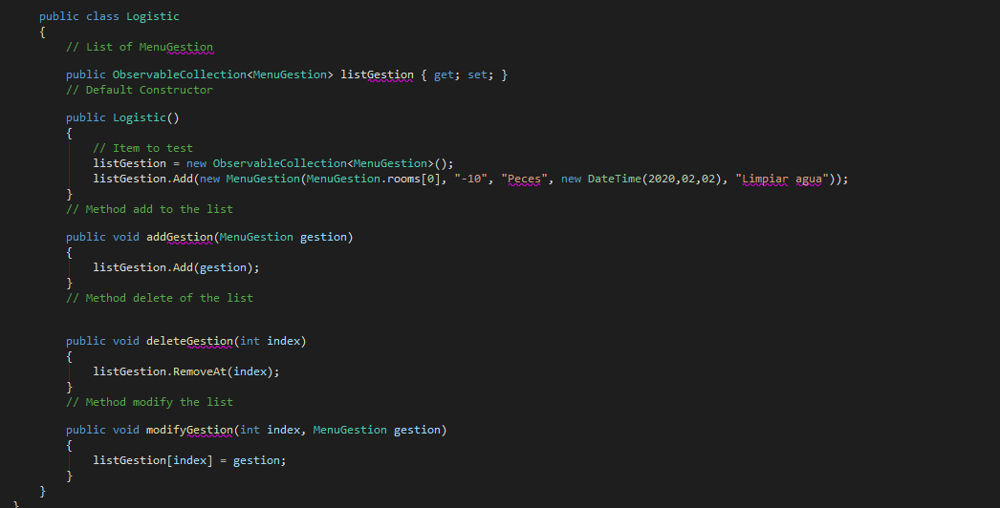 public class Logistic
{
// List of MenuGestion
public ObservableCollection<MenuGestion> listGestion { get; set; }
// Default Constructor
public Logistic()
{
// Item to test
listGestion = new ObservableCollection<MenuGestion>();
listGestion.Add(new MenuGestion(MenuGestion.rooms[0], "-10", "Peces", new DateTime(2020,02,02), "Limpiar agua"));
}
// Method add to the list
public void addGestion(MenuGestion gestion)
{
listGestion.Add(gestion);
}
// Method delete of the list
public void deleteGestion(int index)
{
listGestion.RemoveAt(index);
}
// Method modify the list
public void modifyGestion(int index, MenuGestion gestion)
{
listGestion[index] = gestion;
}
}
}